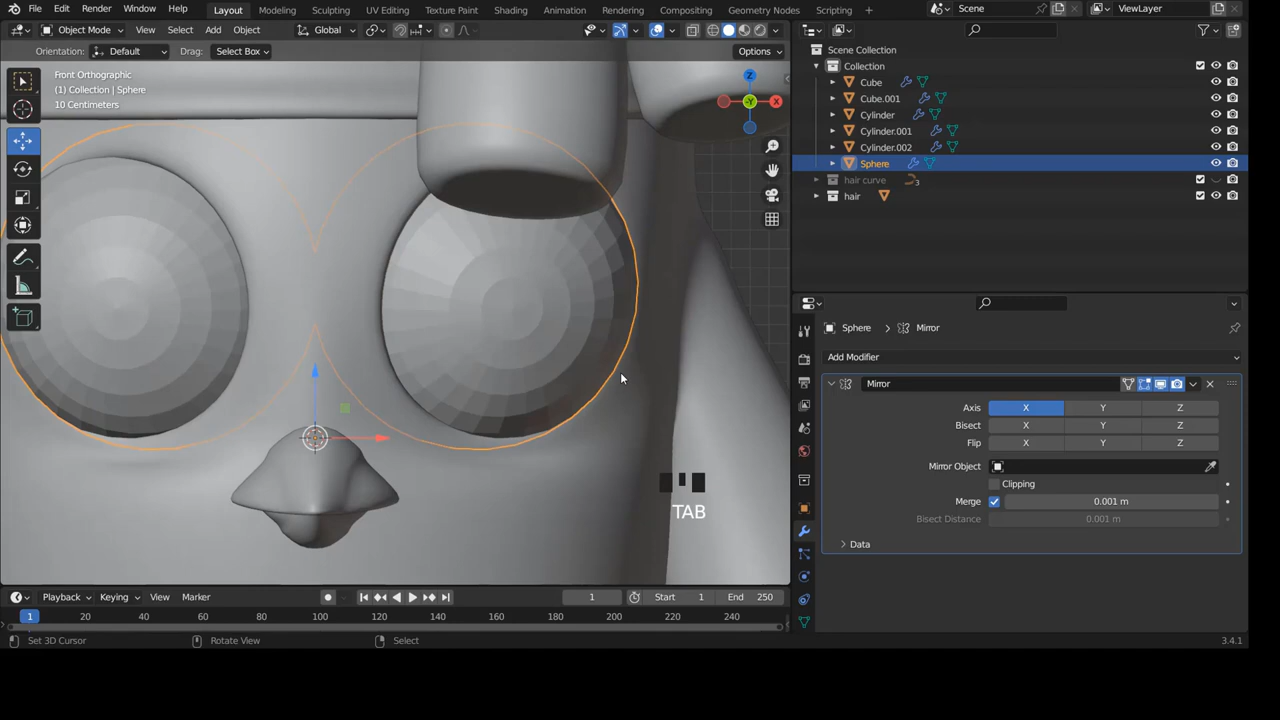 File Edit Render Window Help Layout Modeling Sculpting UV Editing Texture Paint Shading Animation Rendering Compositing Geometry Nodes Scripting Scene ViewLayer
Object Mode View Select Add Object Global
Orientation: Default Drag: Select Box Options
Front Orthographic
(1) Collection | Sphere
10 Centimeters
Z
-Y
X
TAB
Scene Collection
Collection
Cube
Cube.001
Cylinder
Cylinder.001
Cylinder.002
Sphere
hair curve 3
hair
Sphere Mirror
Add Modifier
Mirror
Axis X Y Z
Bisect X Y Z
Flip X Y Z
Mirror Object
Clipping
Merge 0.001 m
Bisect Distance 0.001 m
Data
Playback Keying View Marker 1 Start 1 End 250
1 20 40 60 80 100 120 140 160 180 200 220 240
Set 3D Cursor Rotate View Select 3.4.1